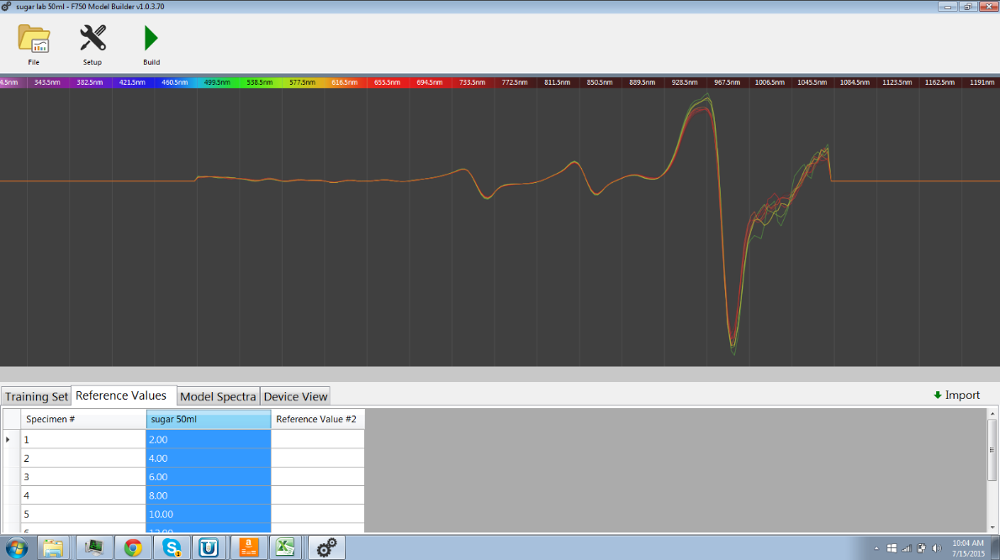 sugar lab 50ml - F750 Model Builder v1.0.3.70
File Setup Build
4.5nm 343.5nm 382.5nm 421.5nm 460.5nm 499.5nm 538.5nm 577.5nm 616.5nm 655.5nm 694.5nm 733.5nm 772.5nm 811.5nm 850.5nm 889.5nm 928.5nm 967.5nm 1006.5nm 1045.5nm 1084.5nm 1123.5nm 1162.5nm 1191nm
Training Set Reference Values Model Spectra Device View Import
Specimen # sugar 50ml Reference Value #2
1 2.00
2 4.00
3 6.00
4 8.00
5 10.00
6 12.00
10:04 AM
7/15/2015